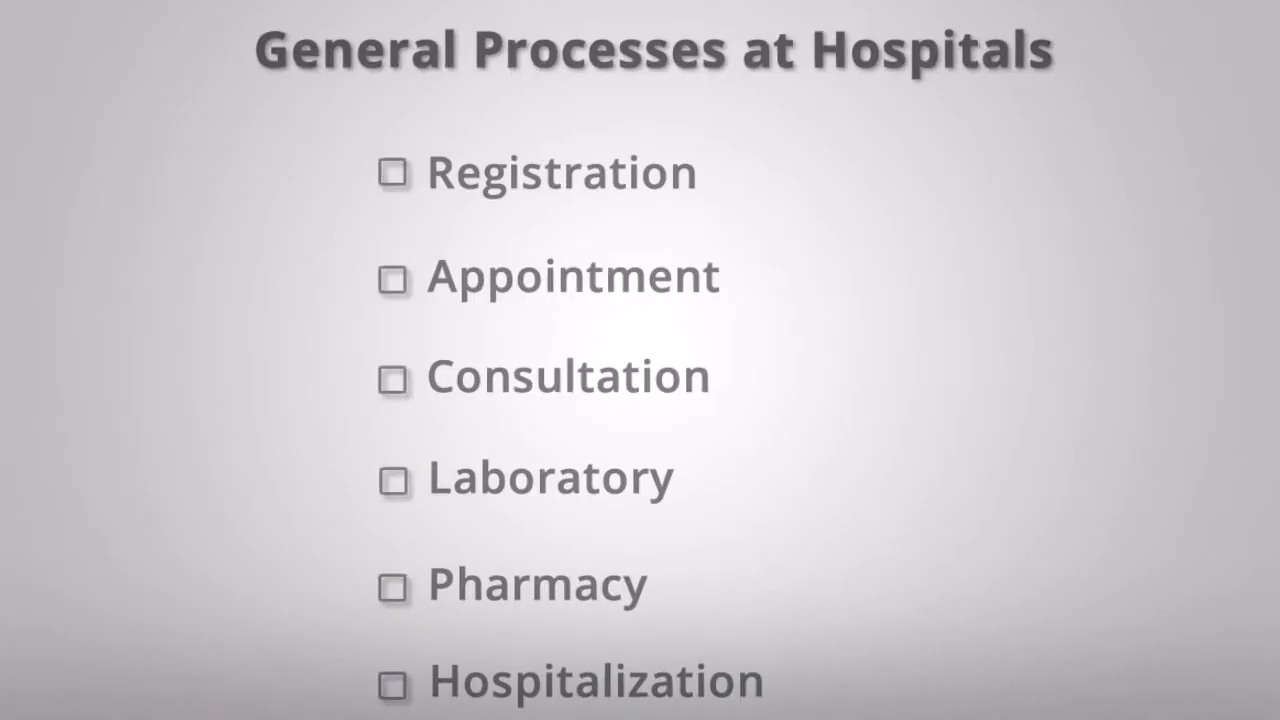 General Processes at Hospitals
Registration
Appointment
Consultation
Laboratory
Pharmacy
Hospitalization